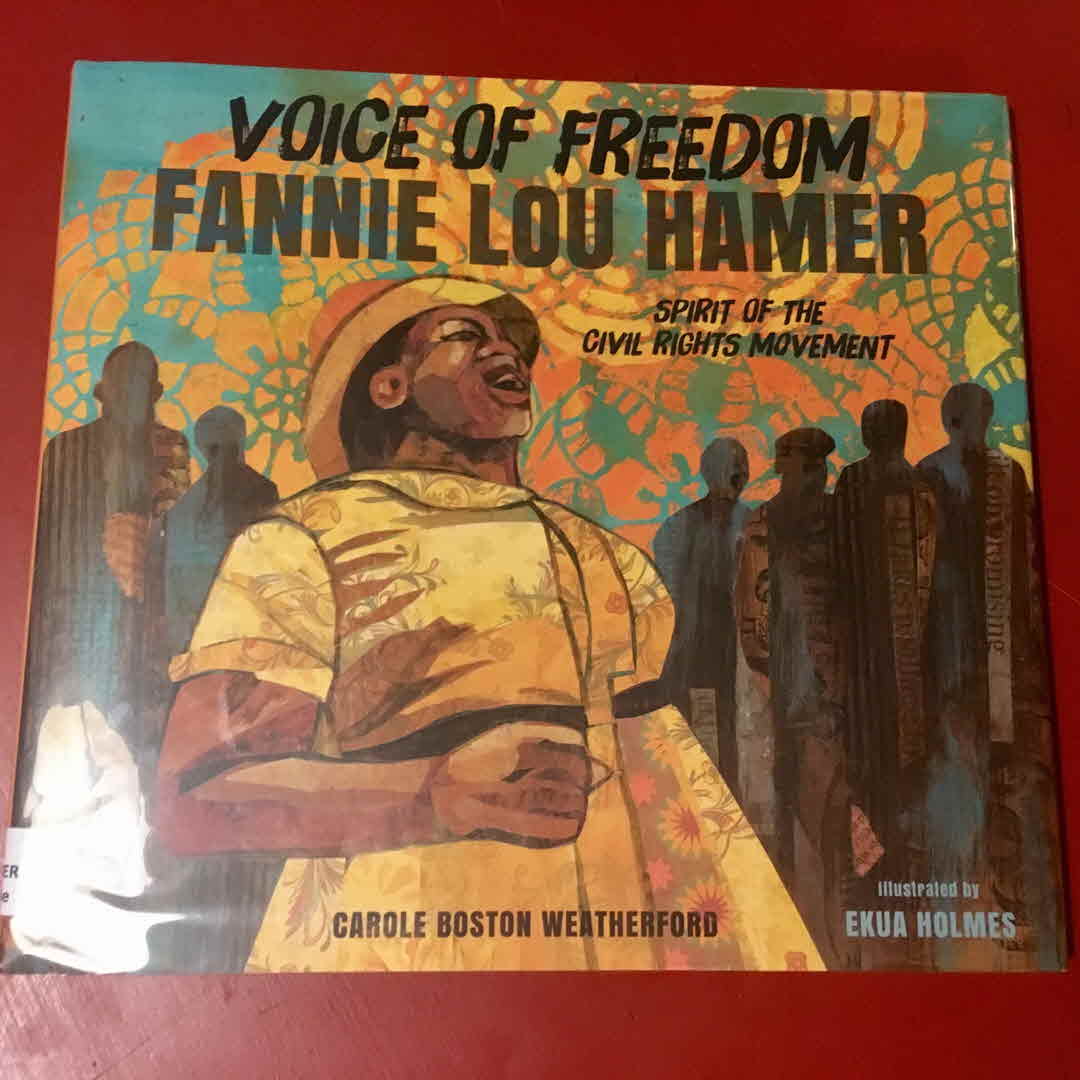 VOICE OF FREEDOM
FANNIE LOU HAMER
SPIRIT OF THE
CIVIL RIGHTS MOVEMENT
ER
e
CAROLE BOSTON WEATHERFORD
illustrated by
EKUA HOLMES